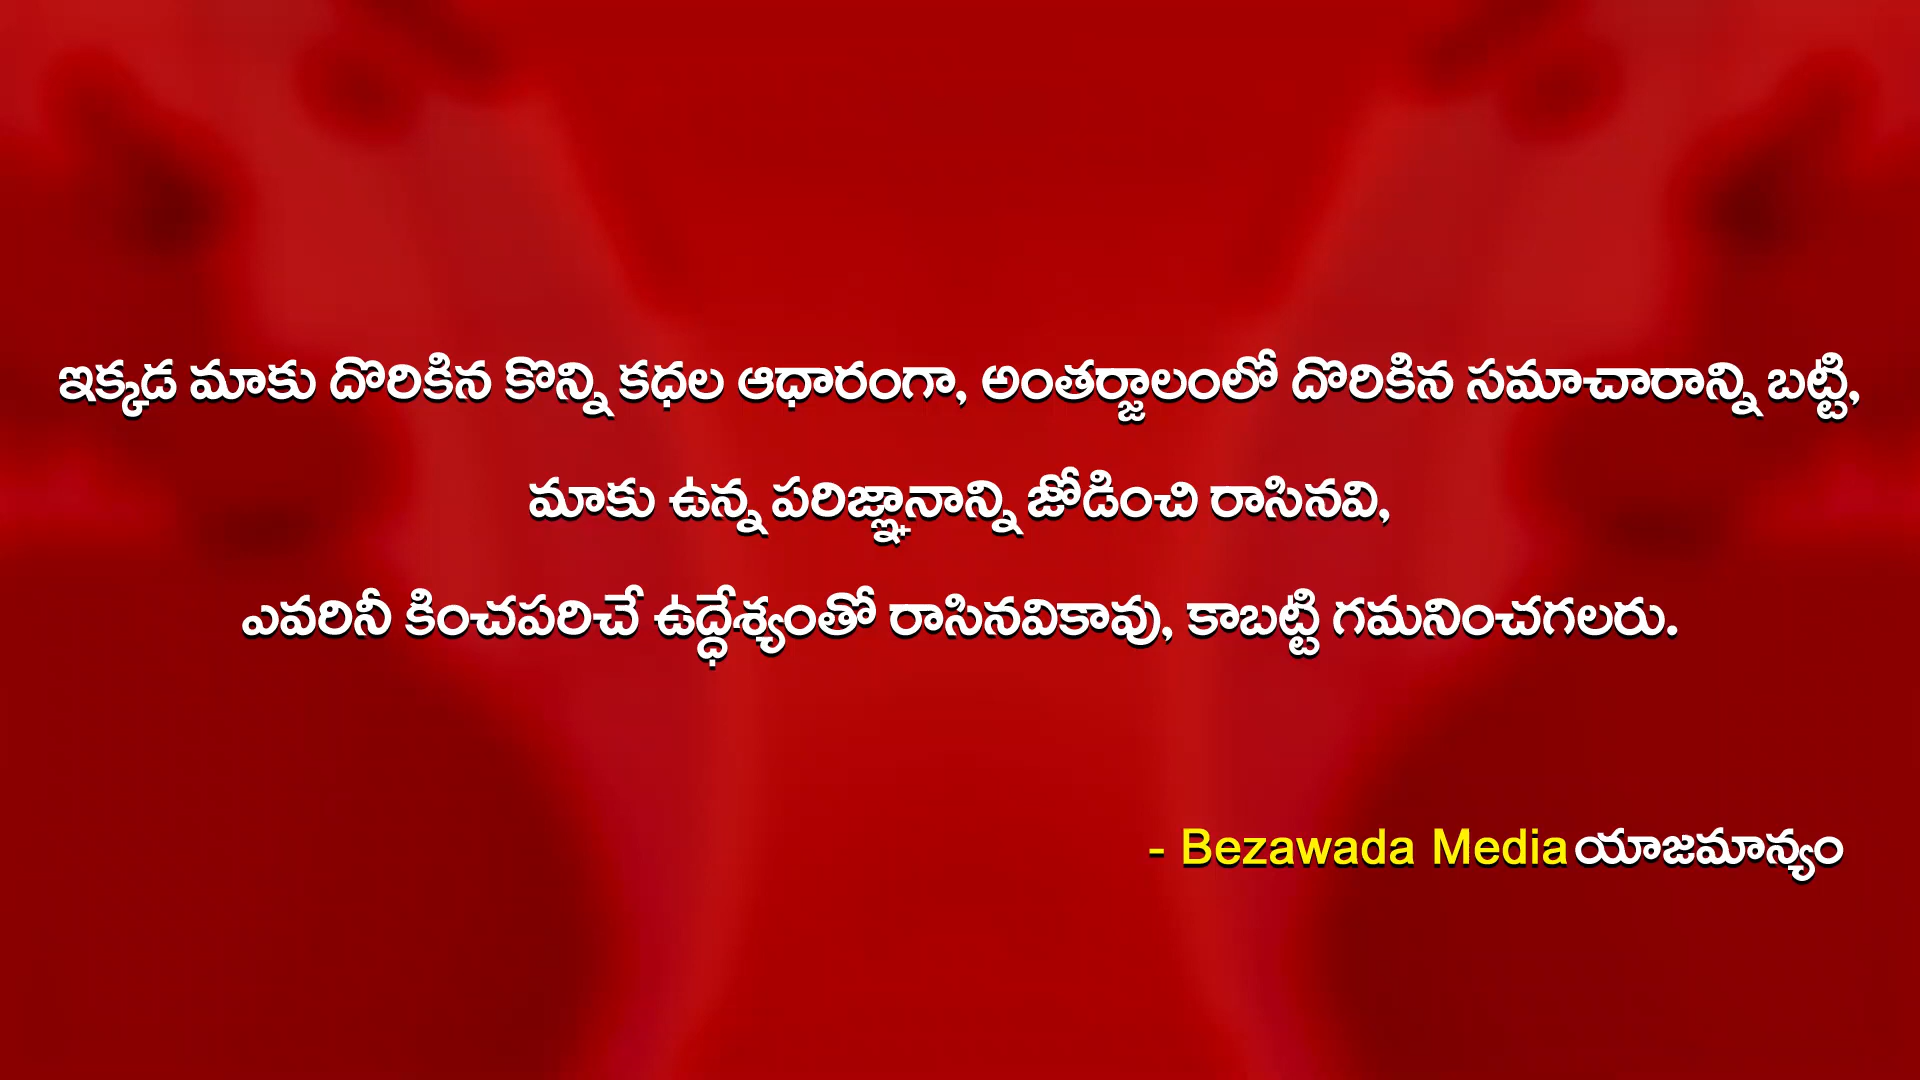 ఇక్కడ మాకు దొరికిన కొన్ని కధల ఆధారంగా, అంతర్జాలంలో దొరికిన సమాచారాన్ని బట్టి,
మాకు ఉన్న పరిజ్ఞానాన్ని జోడించి రాసినవి,
ఎవరినీ కించపరిచే ఉద్ధేశ్యంతో రాసినవికావు, కాబట్టి గమనించగలరు.
- Bezawada Media యాజమాన్యం